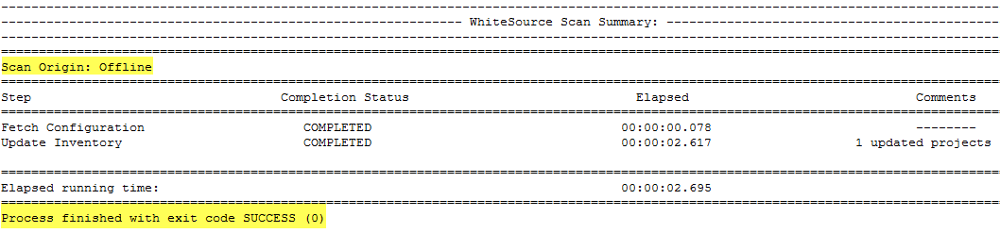 WhiteSource Scan Summary:
Scan Origin: Offline
Step Completion Status Elapsed Comments
Fetch Configuration COMPLETED 00:00:00.078 --------
Update Inventory COMPLETED 00:00:02.617 1 updated projects
Elapsed running time: 00:00:02.695
Process finished with exit code SUCCESS (0)